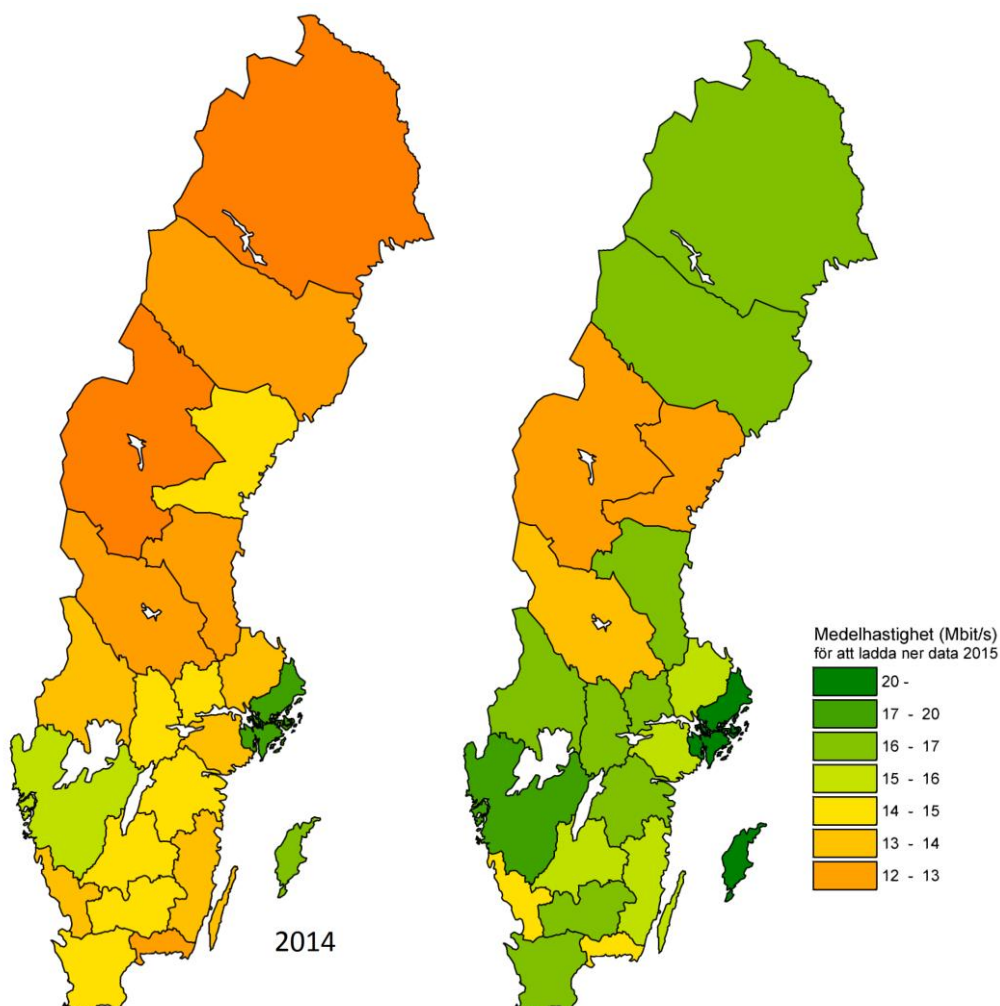 2014
Medelhastighet (Mbit/s)
för att ladda ner data 2015
20 -
17 - 20
16 - 17
15 - 16
14 - 15
13 - 14
12 - 13